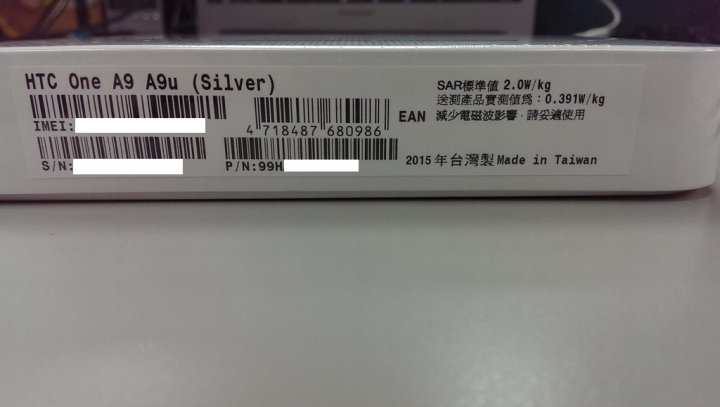 HTC One A9 A9u (Silver)
IMEI:
4 718487 680986
EAN
S/N:
P/N:99H
SAR標準值 2.0W/kg
送測產品實測值為：0.391W/kg
減少電磁波影響，請妥適使用
2015年台灣製 Made in Taiwan